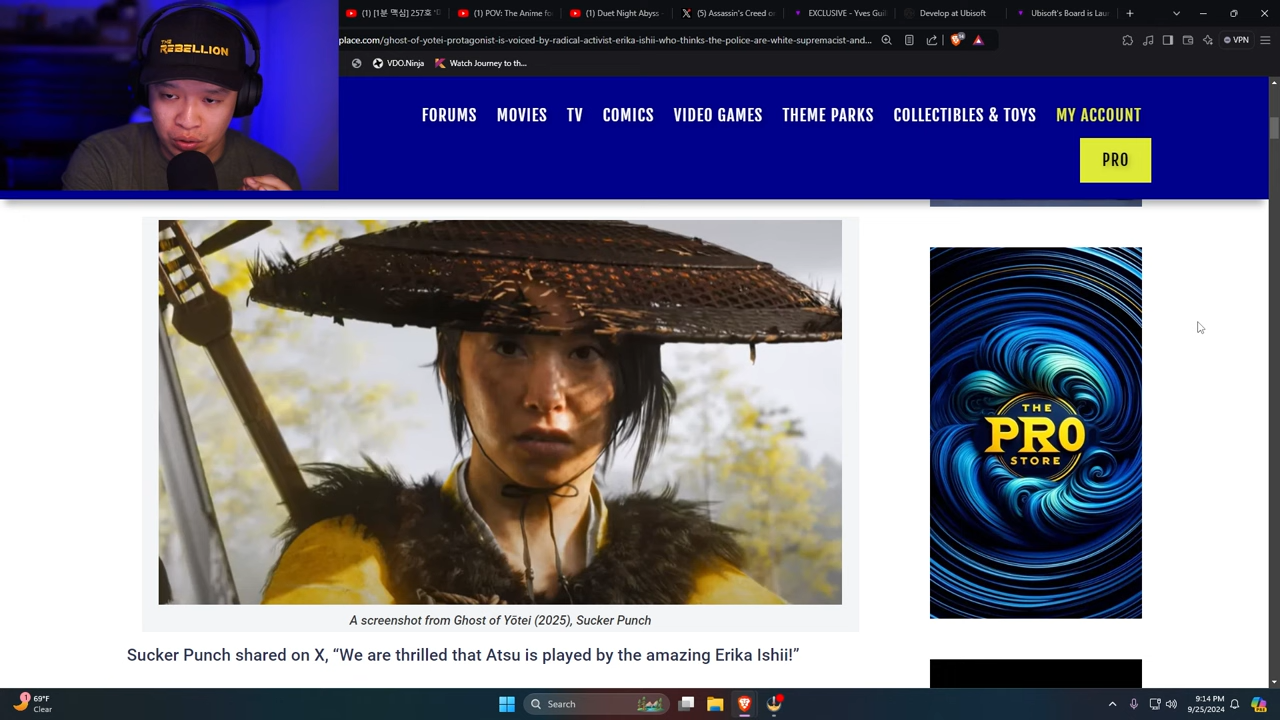 THE
REBELLION
(1) [1분 맥심] 257호
(1) POV: The Anime fo
(1) Duet Night Abyss -
(5) Assassin's Creed o
EXCLUSIVE - Yves Guil
Develop at Ubisoft
Ubisoft's Board is Lau
place.com/ghost-of-yotei-protagonist-is-voiced-by-radical-activist-erika-ishii-who-thinks-the-police-are-white-supremacist-and...
VPN
VDO.Ninja
Watch Journey to th...
FORUMS MOVIES TV COMICS VIDEO GAMES THEME PARKS COLLECTIBLES & TOYS MY ACCOUNT
PRO
THE
PRO
STORE
A screenshot from Ghost of Yōtei (2025), Sucker Punch
Sucker Punch shared on X, “We are thrilled that Atsu is played by the amazing Erika Ishii!”
69°F
Clear
Search
9:14 PM
9/25/2024